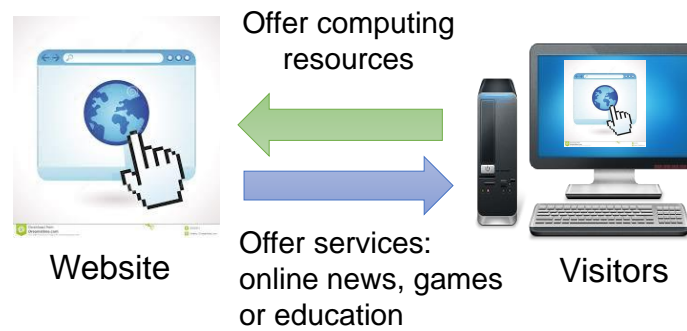 Offer computing
resources
Offer services:
online news, games
or education
Website
Visitors